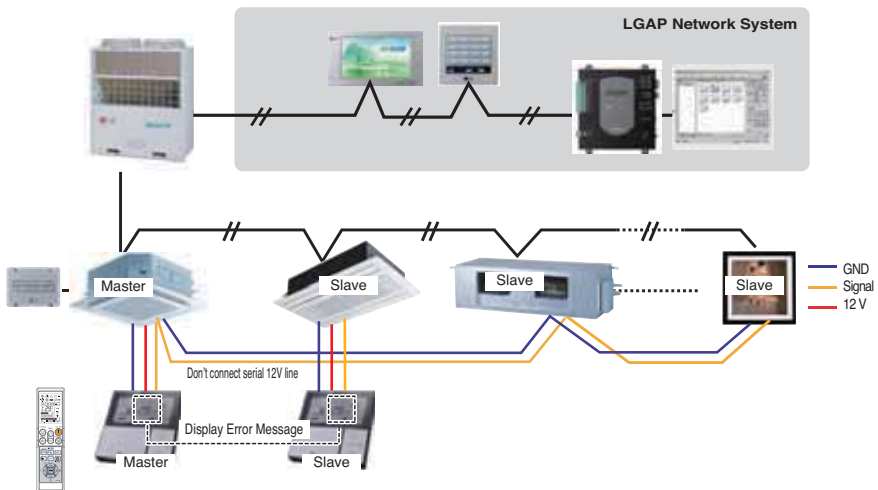 LGAP Network System
Master
Slave
Slave
Slave
GND
Signal
12 V
Don't connect serial 12V line
Display Error Message
Master
Slave